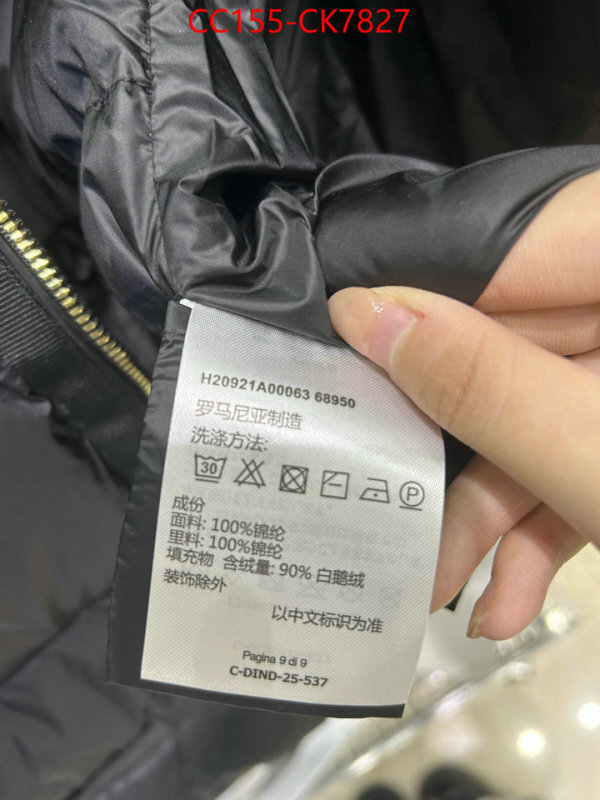 CC155-CK7827
H20921A00063 68950
罗马尼亚制造
洗涤方法:
30
P
成份
面料: 100%锦纶
里料: 100%锦纶
填充物 含绒量: 90% 白鹅绒
装饰除外
以中文标识为准
Pagina 9 di 9
C-DIND-25-537